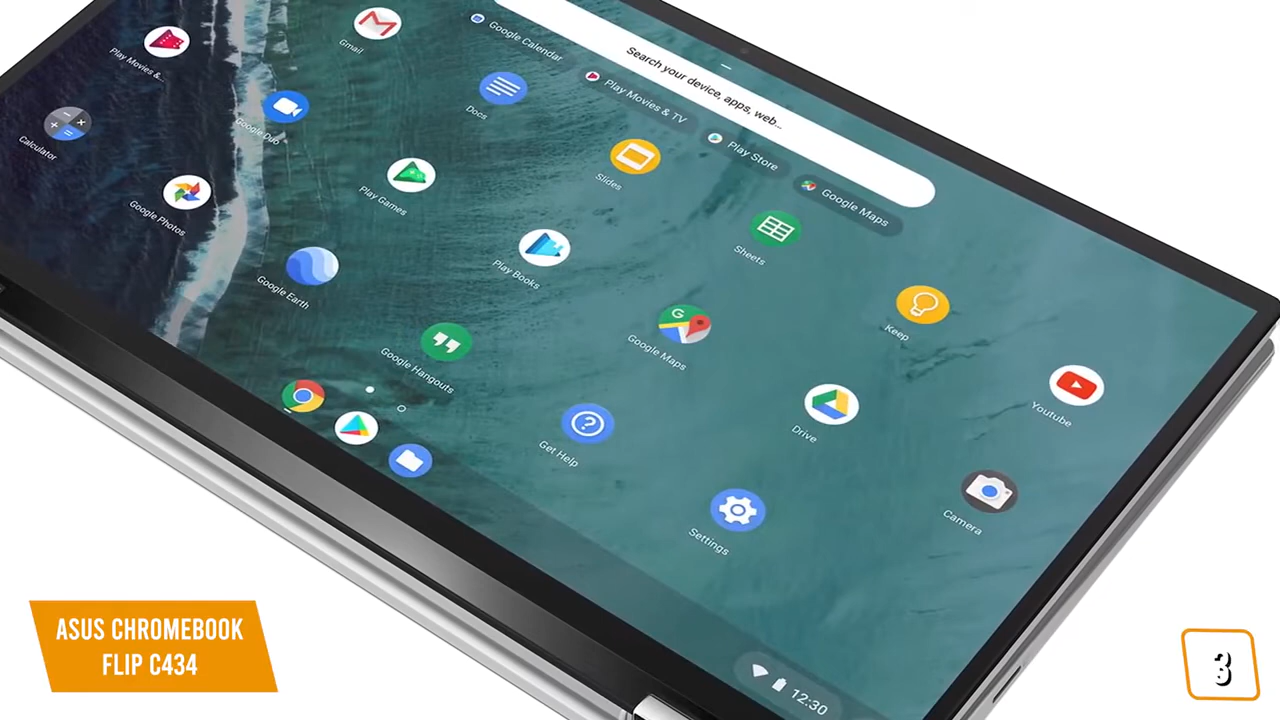 Search your device, apps, web...
Google Calendar
Play Movies & TV
Play Store
Google Maps
Play Movies &...
Gmail
Docs
Slides
Sheets
Keep
Youtube
Calculator
Google Duo
Play Games
Play Books
Google Maps
Drive
Camera
Google Photos
Google Earth
Google Hangouts
Get Help
Settings
12:30
ASUS CHROMEBOOK
FLIP C434
3